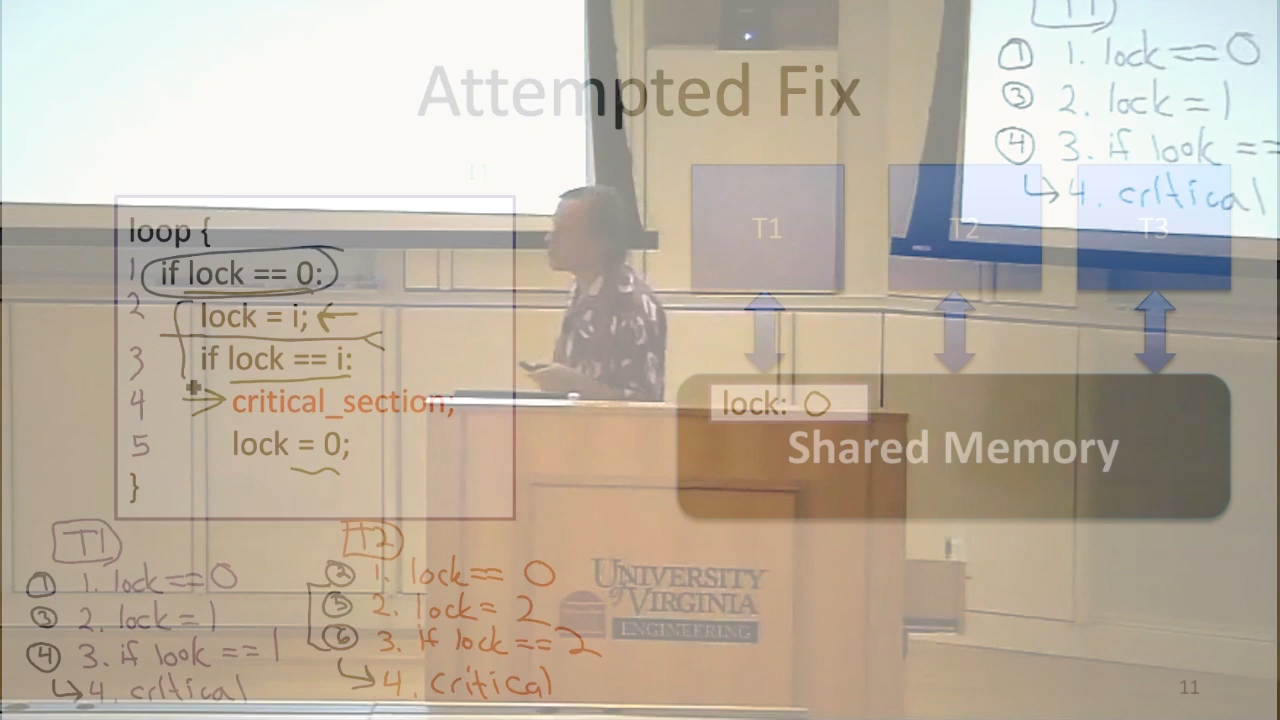 Attempted Fix
11
loop {
1 if lock == 0:
2 lock = i; ←
3 if lock == i:
4 → critical_section;
5 lock = 0;
}
T1
T2
T3
lock: 0
Shared Memory
T1
① 1. lock == 0
③ 2. lock = 1
④ 3. if lock == 1
↳ 4. critical
T2
② 1. lock == 0
⑤ 2. lock = 2
⑥ 3. if lock == 2
↳ 4. critical
T1
① 1. lock == 0
③ 2. lock = 1
④ 3. if lock ==
↳ 4. critical
UNIVERSITY
of VIRGINIA
ENGINEERING
11